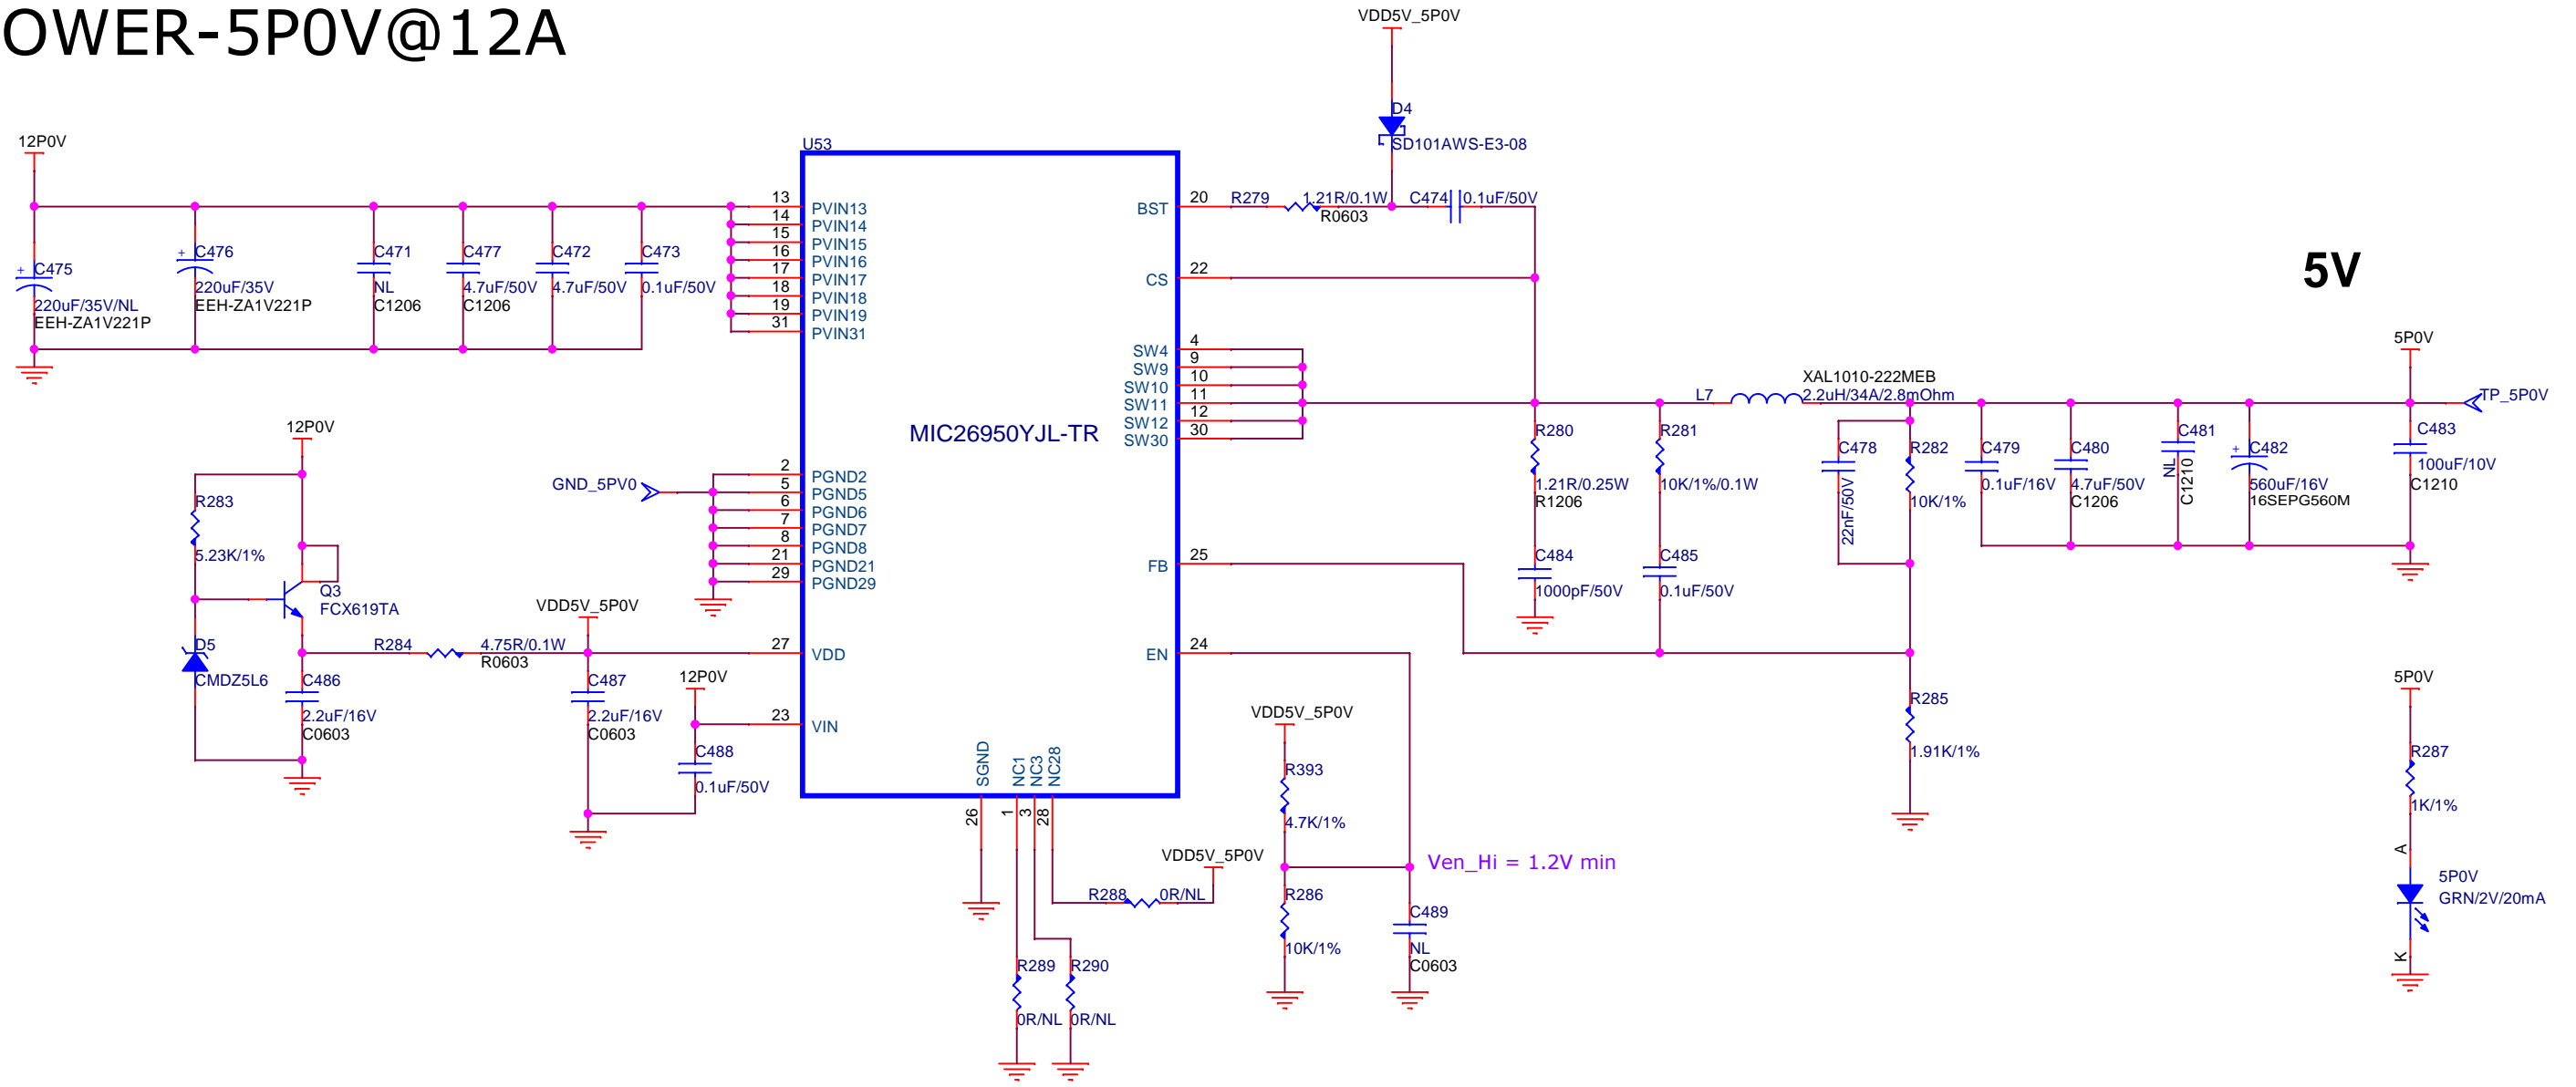 OWER-5P0V@12A
VDD5V_5P0V
D4
SD101AWS-E3-08
12P0V
C475
220uF/35V/NL
EEH-ZA1V221P
C476
220uF/35V
EEH-ZA1V221P
C471
NL
C1206
C477
4.7uF/50V
C1206
C472
4.7uF/50V
C473
0.1uF/50V
U53
MIC26950YJL-TR
13 PVIN13
14 PVIN14
15 PVIN15
16 PVIN16
17 PVIN17
18 PVIN18
19 PVIN19
31 PVIN31
2 PGND2
5 PGND5
6 PGND6
7 PGND7
8 PGND8
21 PGND21
29 PGND29
27 VDD
23 VIN
BST 20
CS 22
SW4 4
SW9 9
SW10 10
SW11 11
SW12 12
SW30 30
FB 25
EN 24
SGND 26
NC1 1
NC3 3
NC28 28
GND_5PV0
R279 1.21R/0.1W
R0603
C474 0.1uF/50V
5V
L7
XAL1010-222MEB
2.2uH/34A/2.8mOhm
5P0V
TP_5P0V
R280
1.21R/0.25W
R1206
R281
10K/1%/0.1W
C478
22nF/50V
R282
10K/1%
C479
0.1uF/16V
C480
4.7uF/50V
C1206
C481
NL
C1210
C482
560uF/16V
16SEPG560M
C483
100uF/10V
C1210
C484
1000pF/50V
C485
0.1uF/50V
12P0V
R283
5.23K/1%
Q3
FCX619TA
D5
CMDZ5L6
C486
2.2uF/16V
C0603
R284 4.75R/0.1W
R0603
VDD5V_5P0V
C487
2.2uF/16V
C0603
12P0V
C488
0.1uF/50V
R285
1.91K/1%
VDD5V_5P0V
R393
4.7K/1%
Ven_Hi = 1.2V min
R286
10K/1%
C489
NL
C0603
VDD5V_5P0V
R288 0R/NL
R289
0R/NL
R290
0R/NL
5P0V
R287
1K/1%
A
5P0V
GRN/2V/20mA
K